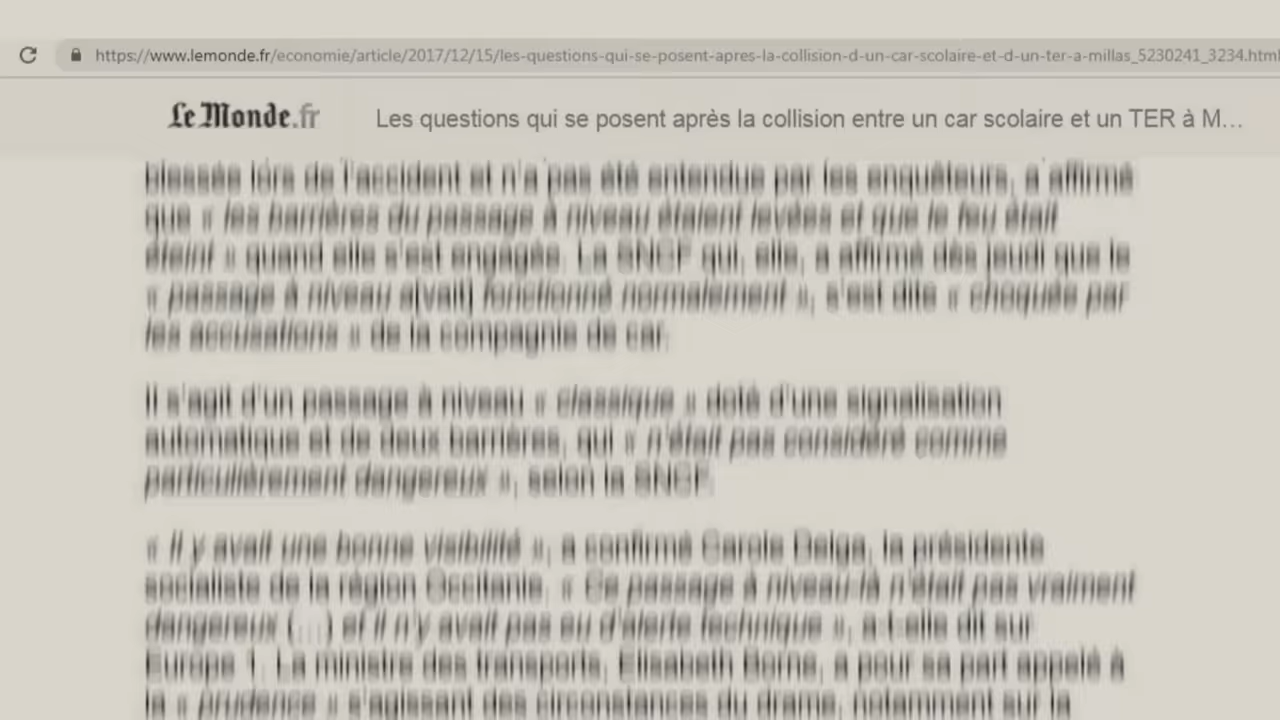 https://www.lemonde.fr/economie/article/2017/12/15/les-questions-qui-se-posent-apres-la-collision-d-un-car-scolaire-et-d-un-ter-a-millas_5230241_3234.html
Le Monde.fr
Les questions qui se posent après la collision entre un car scolaire et un TER à M…
blessée lors de l'accident et n'a pas été entendue par les enquêteurs, a affirmé
que « les barrières du passage à niveau étaient levées et que le feu était
éteint » quand elle s'est engagée. La SNCF qui, elle, a affirmé dès jeudi que le
« passage à niveau a[vait] fonctionné normalement », s'est dite « choquée par
les accusations » de la compagnie de car.
Il s'agit d'un passage à niveau « classique » doté d'une signalisation
automatique et de deux barrières, qui « n'était pas considéré comme
particulièrement dangereux », selon la SNCF.
« Il y avait une bonne visibilité », a confirmé Carole Delga, la présidente
socialiste de la région Occitanie. « Ce passage à niveau-là n'était pas vraiment
dangereux (...) et il n'y avait pas eu d'alerte technique », a-t-elle dit sur
Europe 1. La ministre des transports, Elisabeth Borne, a pour sa part appelé à
la « prudence » s'agissant des circonstances du drame, notamment sur la